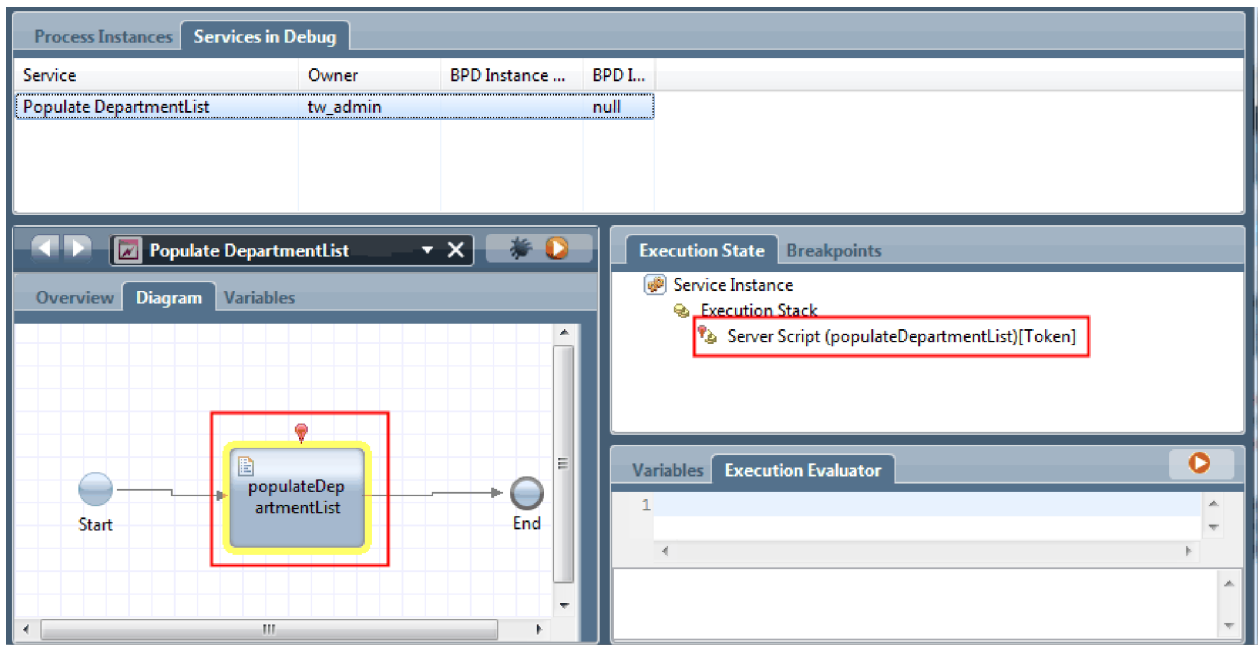 Process Instances Services in Debug
Service Owner BPD Instance ... BPD I...
Populate DepartmentList tw_admin null
Populate DepartmentList
Overview Diagram Variables
populateDep
artmentList
Start
End
Execution State Breakpoints
Service Instance
Execution Stack
Server Script (populateDepartmentList)[Token]
Variables Execution Evaluator
1